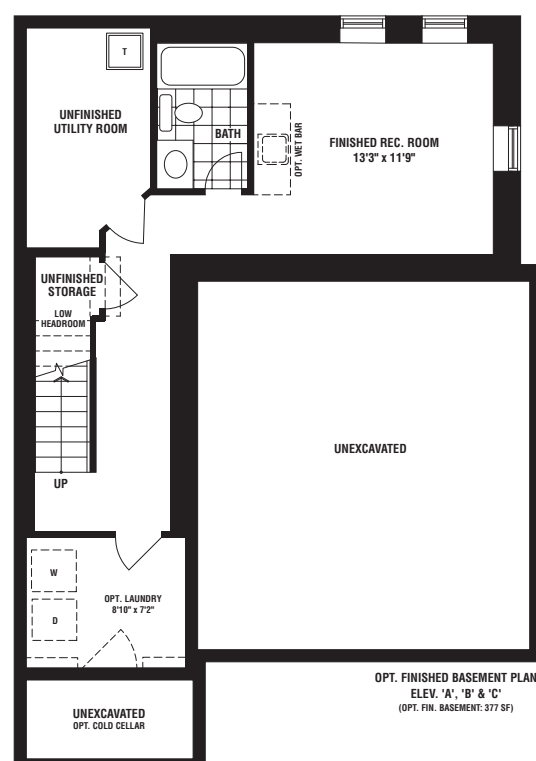 T
UNFINISHED
UTILITY ROOM
BATH
OPT. WET BAR
FINISHED REC. ROOM
13'3" x 11'9"
UNFINISHED
STORAGE
LOW
HEADROOM
UP
UNEXCAVATED
W
D
OPT. LAUNDRY
8'10" x 7'2"
UNEXCAVATED
OPT. COLD CELLAR
OPT. FINISHED BASEMENT PLAN
ELEV. 'A', 'B' & 'C'
(OPT. FIN. BASEMENT: 377 SF)